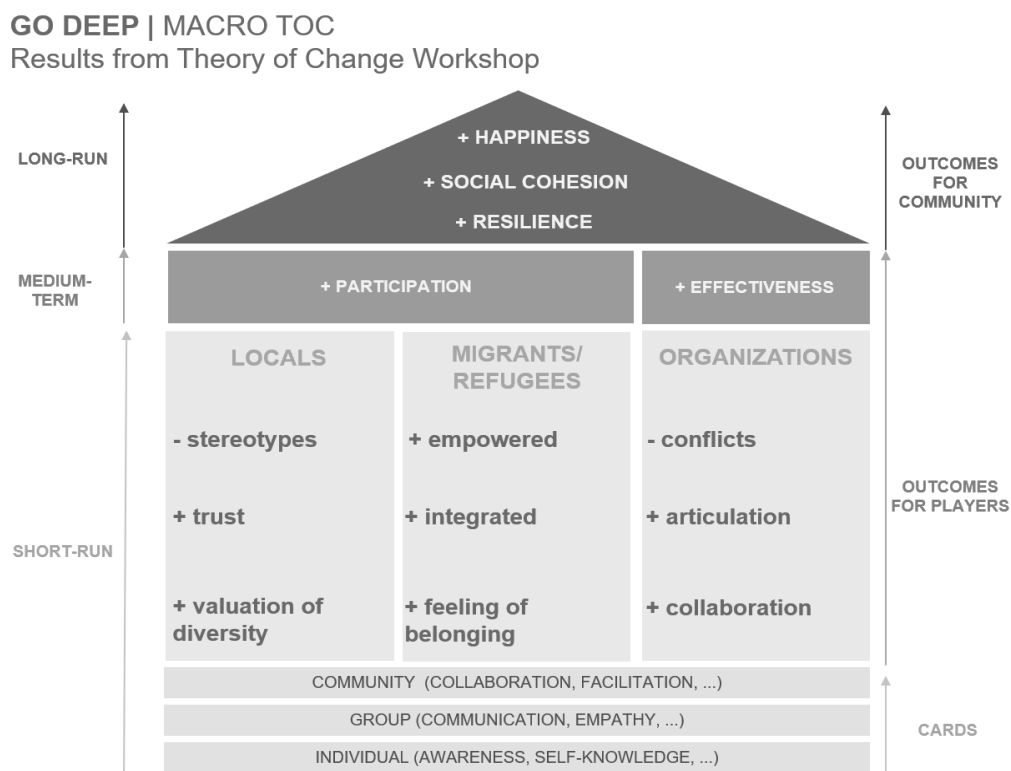 GO DEEP | MACRO TOC
Results from Theory of Change Workshop
LONG-RUN
+ HAPPINESS
+ SOCIAL COHESION
+ RESILIENCE
OUTCOMES
FOR
COMMUNITY
MEDIUM-
TERM
+ PARTICIPATION
+ EFFECTIVENESS
SHORT-RUN
LOCALS
- stereotypes
+ trust
+ valuation of
diversity
MIGRANTS/
REFUGEES
+ empowered
+ integrated
+ feeling of
belonging
ORGANIZATIONS
- conflicts
+ articulation
+ collaboration
OUTCOMES
FOR PLAYERS
COMMUNITY (COLLABORATION, FACILITATION, ...)
GROUP (COMMUNICATION, EMPATHY, ...)
INDIVIDUAL (AWARENESS, SELF-KNOWLEDGE, ...)
CARDS